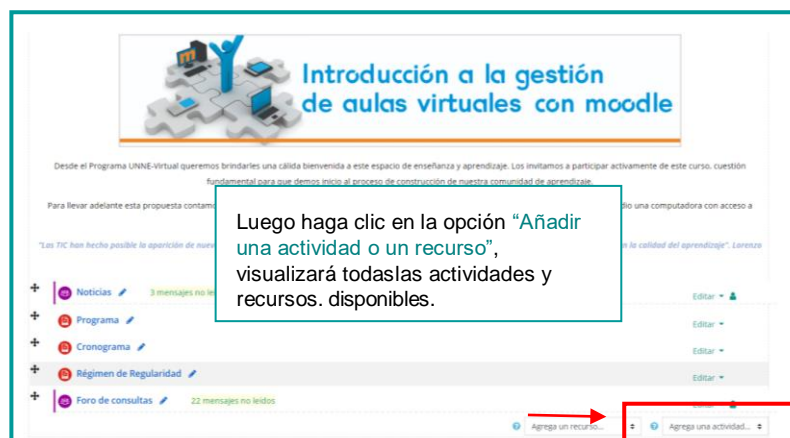 Introducción a la gestión
de aulas virtuales con moodle
Desde el Programa UNNE-Virtual queremos brindarles una cálida bienvenida a este espacio de enseñanza y aprendizaje. Los invitamos a participar activamente de este curso, cuestión
fundamental para que demos inicio al proceso de construcción de nuestra comunidad de aprendizaje.
Para llevar adelante esta propuesta contamo
dio una computadora con acceso a
Luego haga clic en la opción “Añadir
una actividad o un recurso”,
visualizará todaslas actividades y
recursos. disponibles.
"Las TIC han hecho posible la aparición de nuev
n la calidad del aprendizaje". Lorenzo
Noticias 3 mensajes no le Editar
Programa Editar
Cronograma Editar
Régimen de Regularidad Editar
Foro de consultas 22 mensajes no leídos Editar
Agrega un recurso... Agrega una actividad...